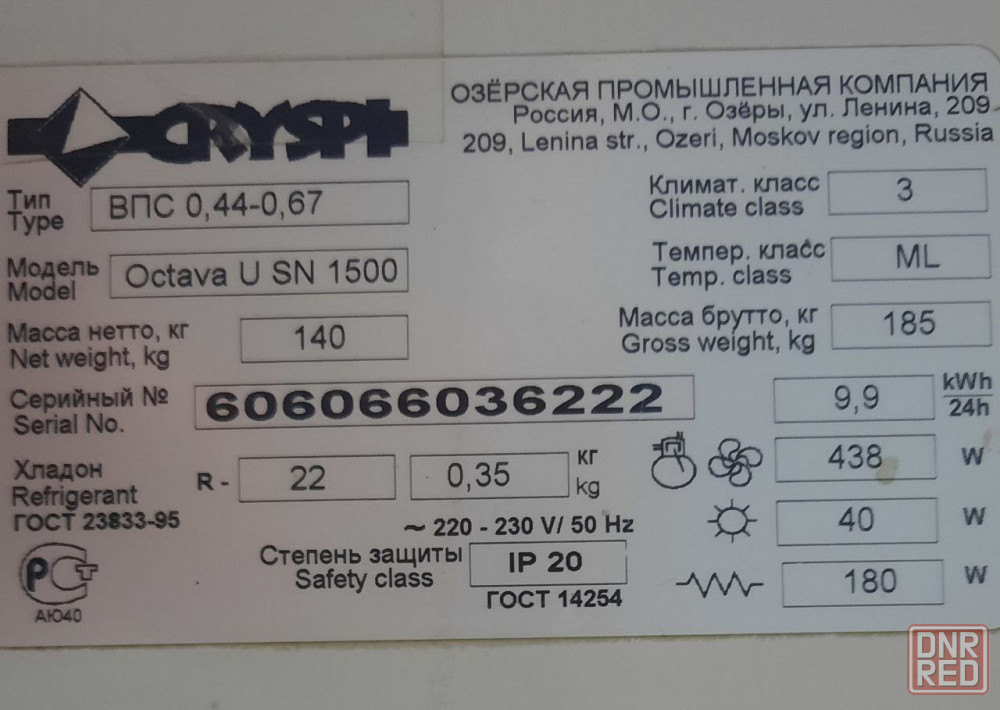 CRYSPI
ОЗЁРСКАЯ ПРОМЫШЛЕННАЯ КОМПАНИЯ
Россия, М.О., г. Озёры, ул. Ленина, 209
209, Lenina str., Ozeri, Moskov region, Russia
Тип
Type
ВПС 0,44-0,67
Климат. класс
Climate class
3
Модель
Model
Octava U SN 1500
Темпер. класс
Temp. class
ML
Масса нетто, кг
Net weight, kg
140
Масса брутто, кг
Gross weight, kg
185
Серийный №
Serial No.
606066036222
9,9
kWh
24h
Хладон
Refrigerant
R - 22
0,35
кг
kg
438 W
ГОСТ 23833-95
~ 220 - 230 V/ 50 Hz
40 W
Степень защиты
Safety class
IP 20
ГОСТ 14254
180 W
РСТ
АЮ40
DNR
RED